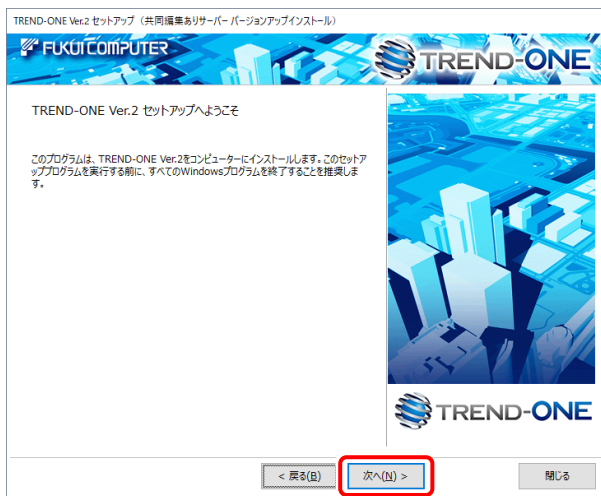 TREND-ONE Ver.2 セットアップ（共同編集ありサーバー バージョンアップインストール）
FUKUI COMPUTER
TREND-ONE
TREND-ONE Ver.2 セットアップへようこそ
このプログラムは、TREND-ONE Ver.2をコンピューターにインストールします。このセットア
ッププログラムを実行する前に、すべてのWindowsプログラムを終了することを推奨しま
す。
TREND-ONE
< 戻る(B)
次へ(N) >
閉じる